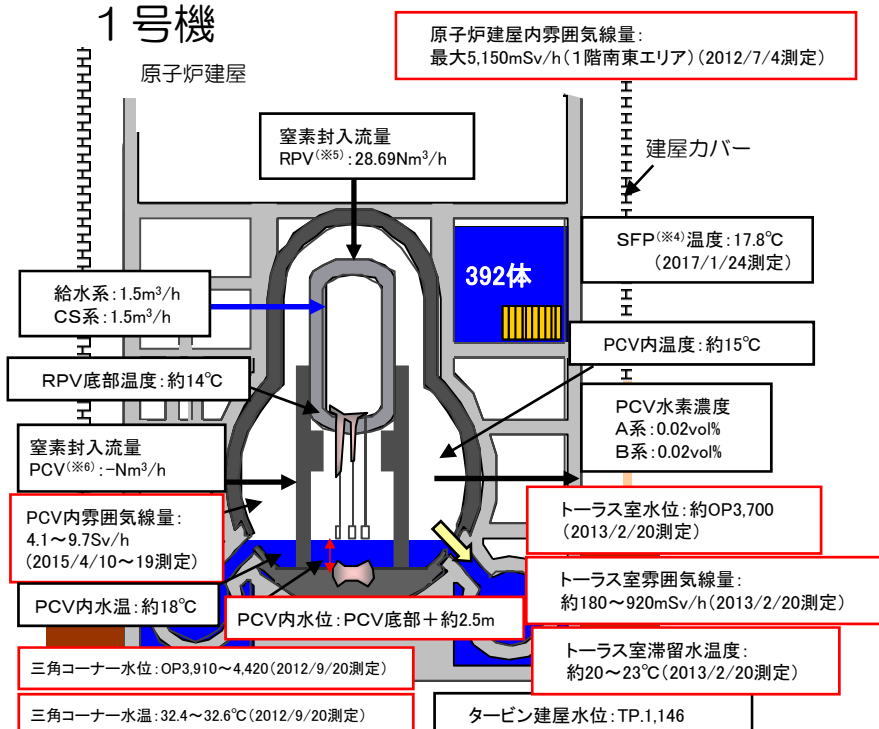 1号機
原子炉建屋内雰囲気線量:
最大5,150mSv/h(1階南東エリア)(2012/7/4測定)
原子炉建屋
窒素封入流量
RPV(※5):28.69Nm³/h
建屋カバー
SFP(※4)温度:17.8℃
(2017/1/24測定)
392体
給水系:1.5m³/h
CS系:1.5m³/h
PCV内温度:約15℃
RPV底部温度:約14℃
PCV水素濃度
A系:0.02vol%
B系:0.02vol%
窒素封入流量
PCV(※6):-Nm³/h
PCV内雰囲気線量:
4.1~9.7Sv/h
(2015/4/10~19測定)
トーラス室水位:約OP3,700
(2013/2/20測定)
トーラス室雰囲気線量:
約180~920mSv/h(2013/2/20測定)
PCV内水温:約18℃
PCV内水位:PCV底部+約2.5m
トーラス室滞留水温度:
約20~23℃(2013/2/20測定)
三角コーナー水位:OP3,910~4,420(2012/9/20測定)
三角コーナー水温:32.4~32.6℃(2012/9/20測定)
タービン建屋水位:TP.1,146